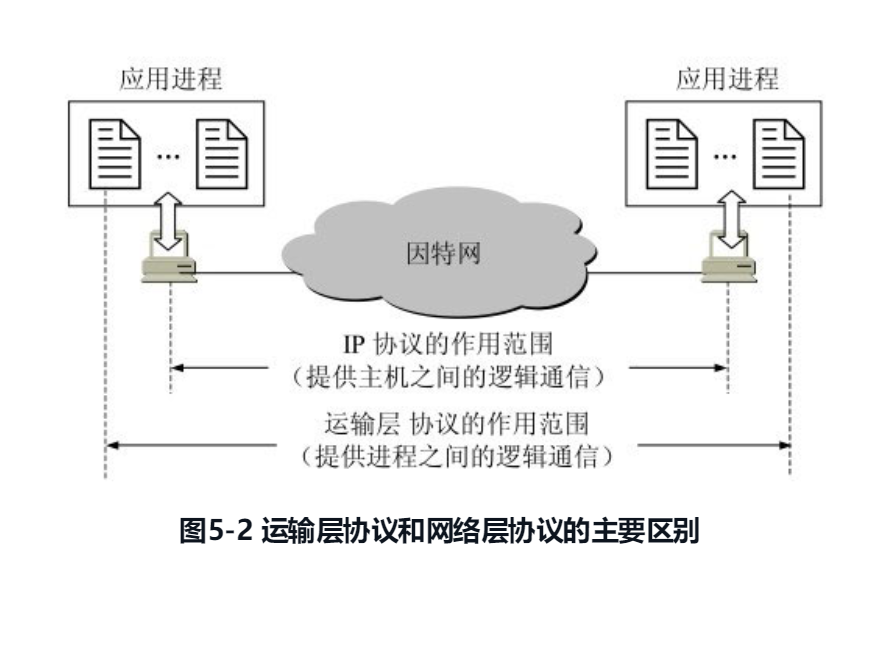 应用进程
应用进程
…
…
因特网
IP 协议的作用范围
（提供主机之间的逻辑通信）
运输层 协议的作用范围
（提供进程之间的逻辑通信）
图5-2 运输层协议和网络层协议的主要区别